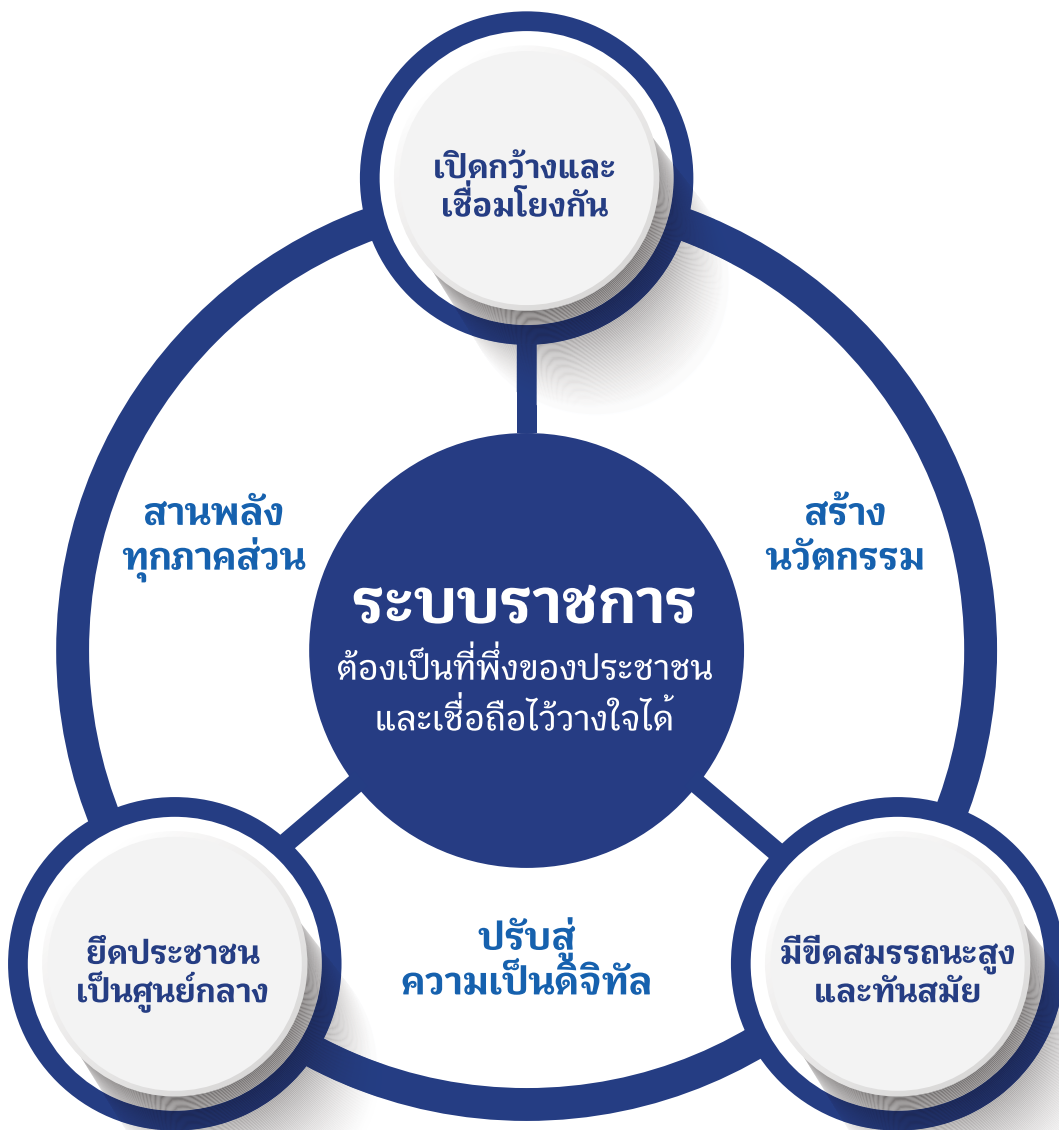 เปิดกว้างและ
เชื่อมโยงกัน
สานพลัง
ทุกภาคส่วน
สร้าง
นวัตกรรม
ระบบราชการ
ต้องเป็นที่พึ่งของประชาชน
และเชื่อถือไว้วางใจได้
ยึดประชาชน
เป็นศูนย์กลาง
ปรับสู่
ความเป็นดิจิทัล
มีขีดสมรรถนะสูง
และทันสมัย